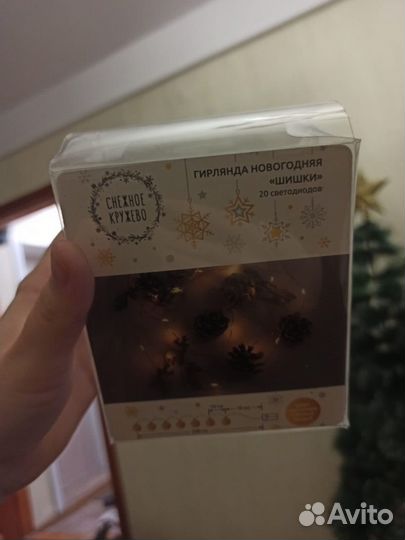 ГИРЛЯНДА НОВОГОДНЯЯ
«ШИШКИ»
20 СВЕТОДИОДОВ
СНЕЖНОЕ
КРУЖЕВО
Avito